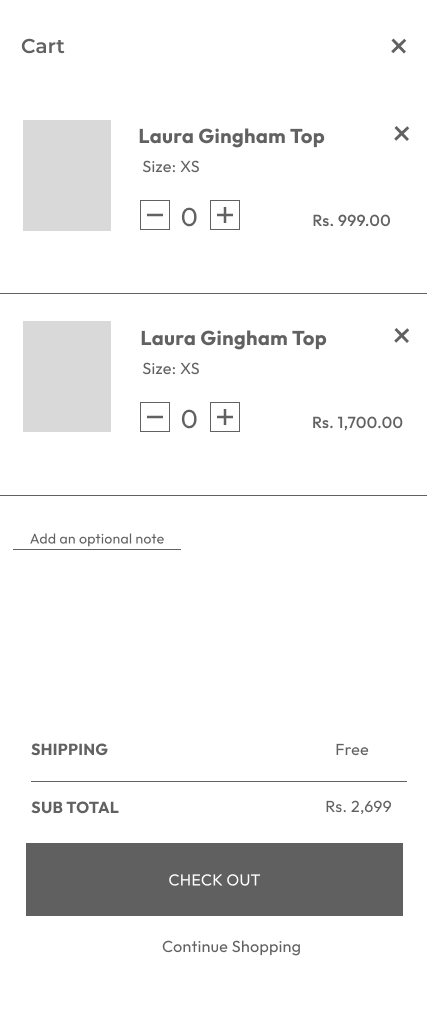 Cart
Laura Gingham Top
Size: XS
0
Rs. 999.00
Laura Gingham Top
Size: XS
0
Rs. 1,700.00
Add an optional note
SHIPPING Free
SUB TOTAL Rs. 2,699
CHECK OUT
Continue Shopping